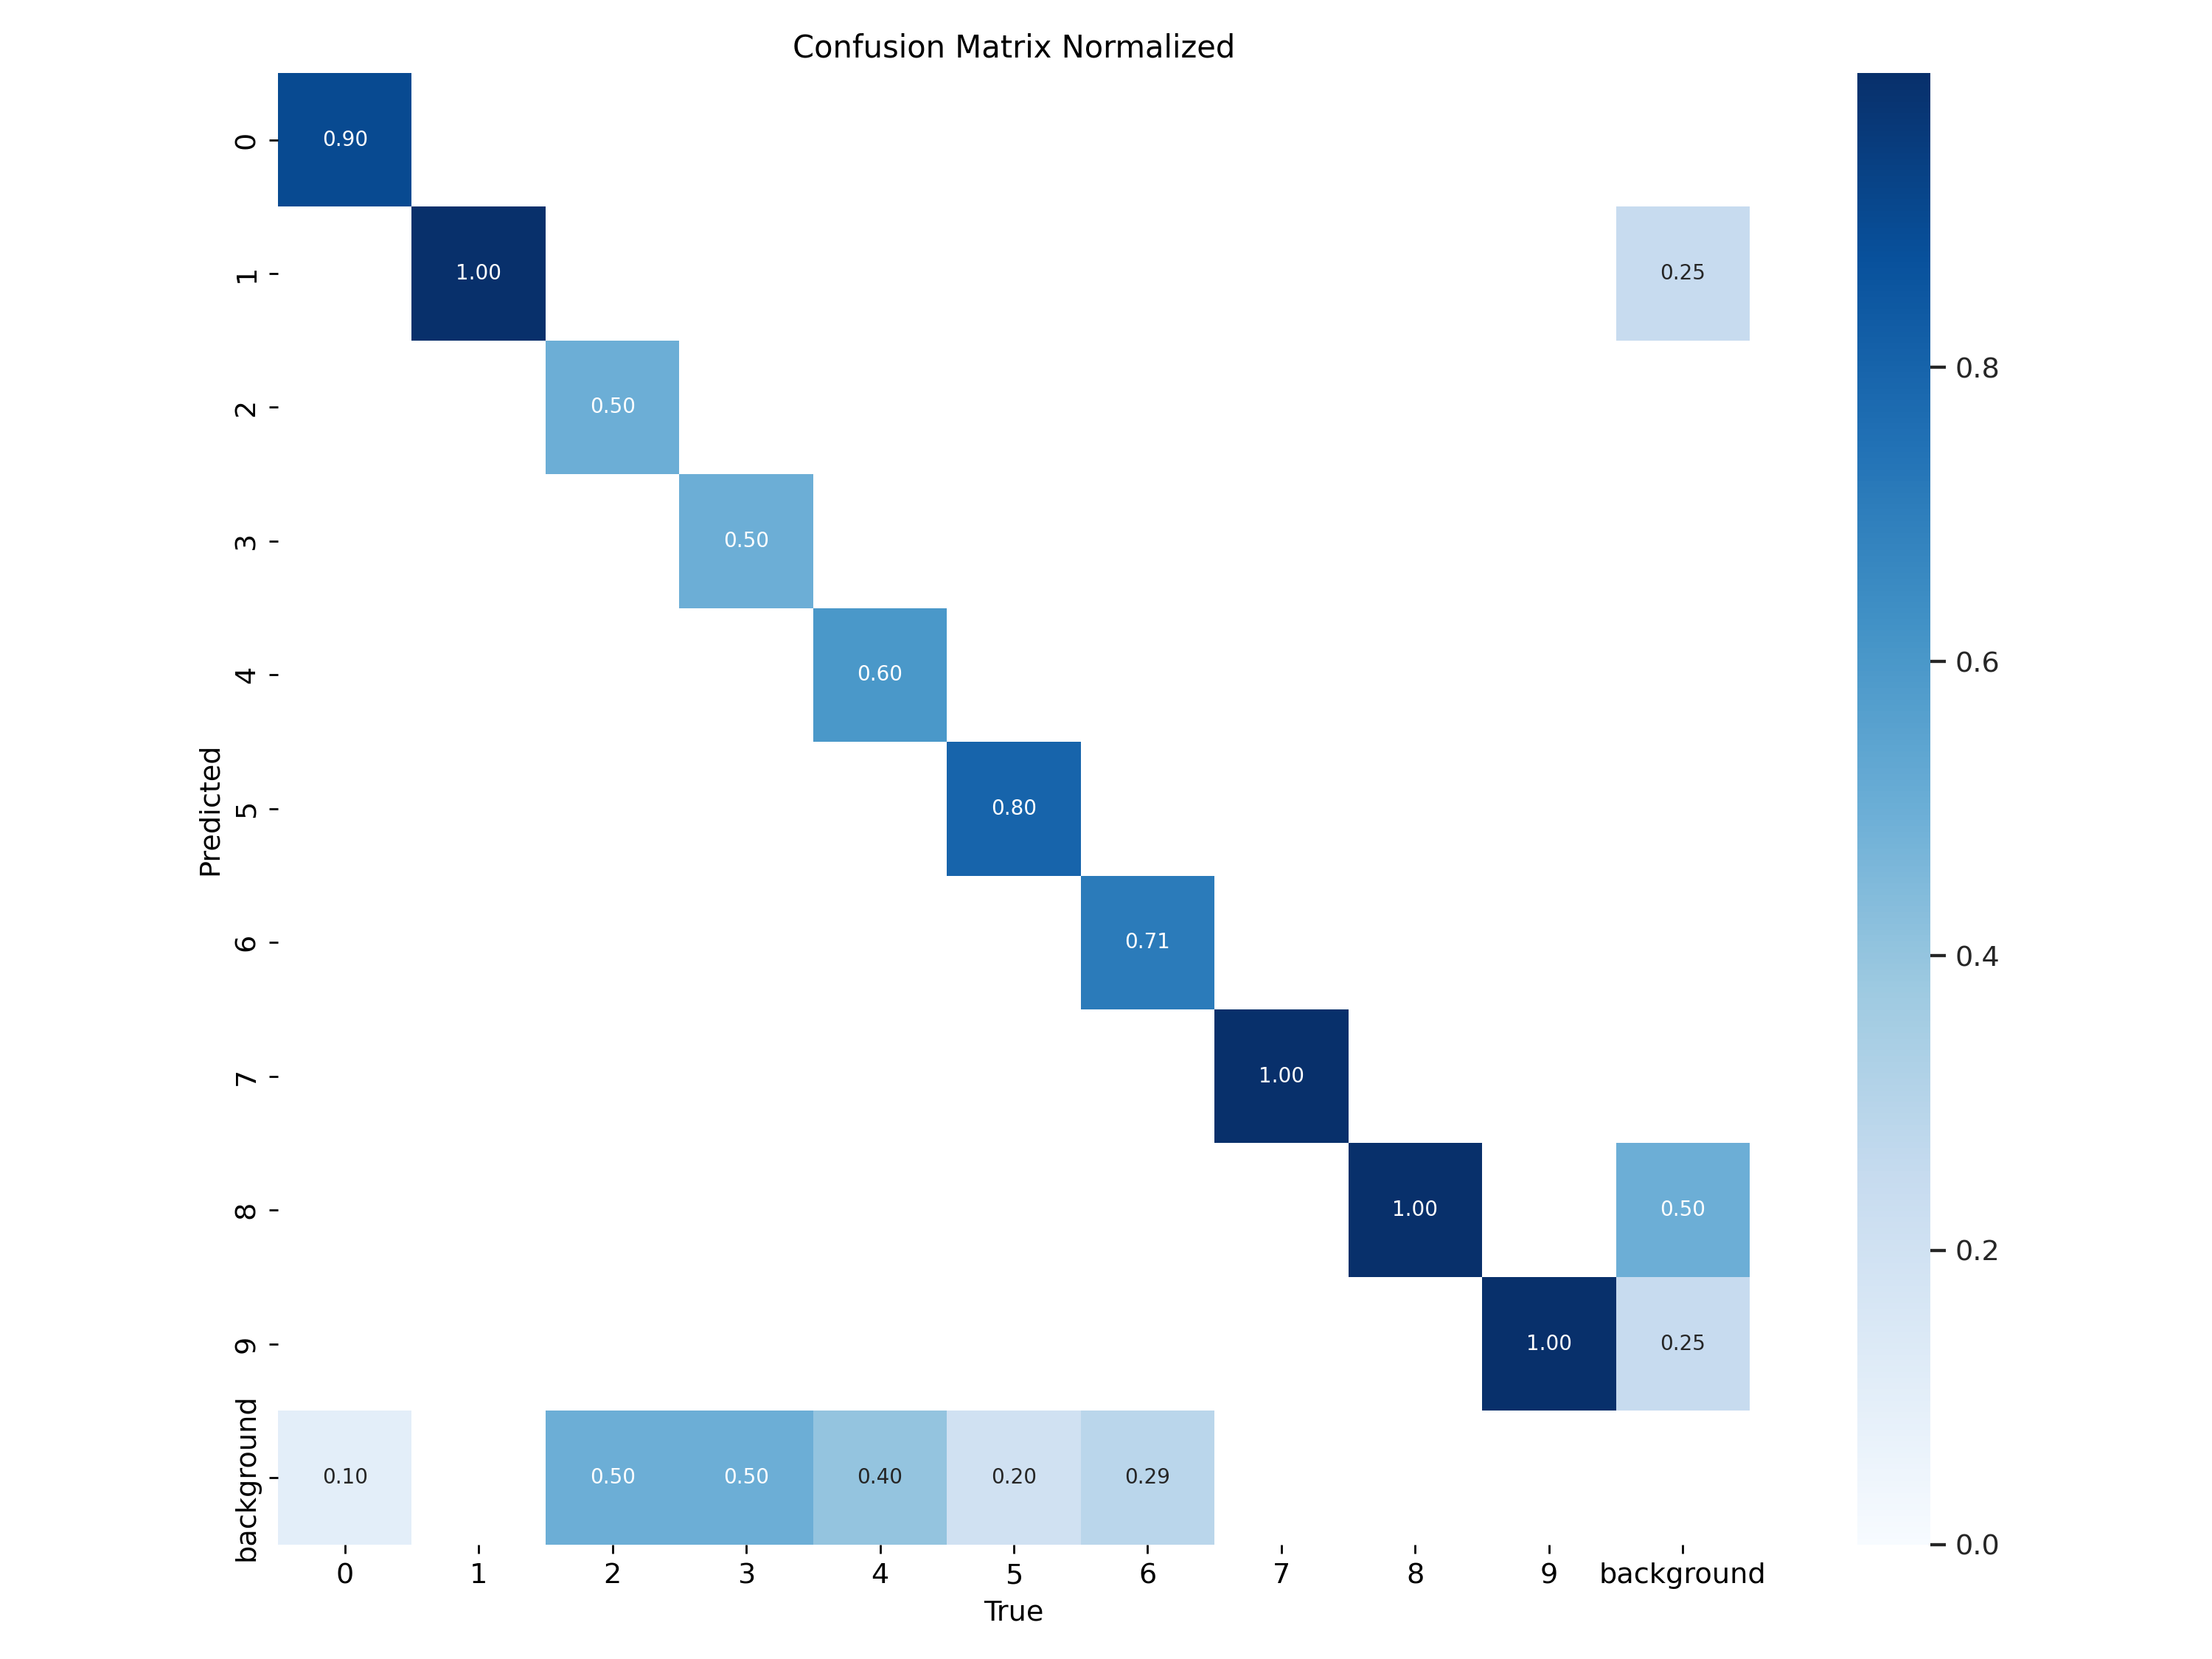 Confusion Matrix Normalized
0 0.90
1 1.00 0.25
2 0.50
3 0.50
4 0.60
5 0.80
6 0.71
7 1.00
8 1.00 0.50
9 1.00 0.25
background 0.10 0.50 0.50 0.40 0.20 0.29
0 1 2 3 4 5 6 7 8 9 background
True
Predicted
0.8
0.6
0.4
0.2
0.0